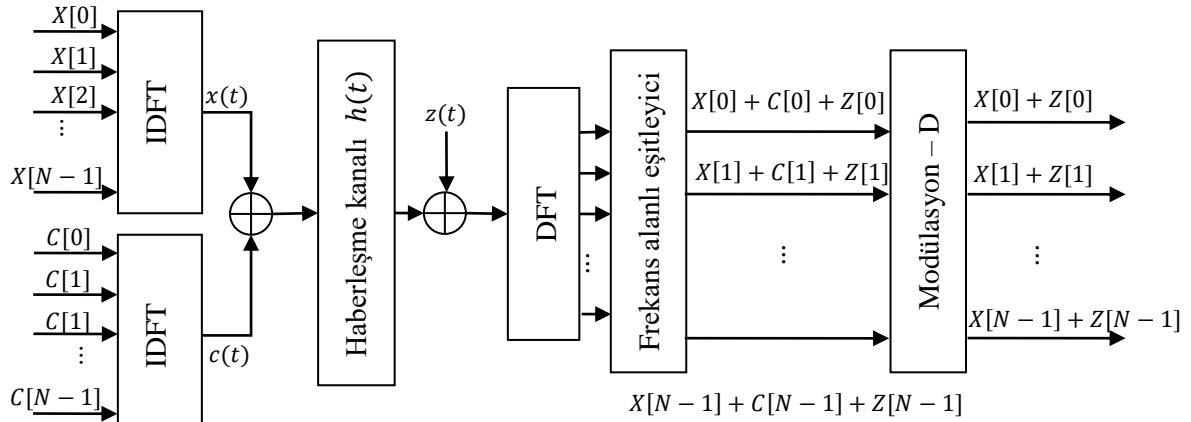 X[0]
X[1]
X[2]
⋮
X[N − 1]
IDFT
x(t)
C[0]
C[1]
C[1]
⋮
C[N − 1]
IDFT
c(t)
Haberleşme kanalı h(t)
z(t)
DFT
⋮
Frekans alanlı eşitleyici
X[0] + C[0] + Z[0]
X[1] + C[1] + Z[1]
⋮
X[N − 1] + C[N − 1] + Z[N − 1]
Modülasyon – D
X[0] + Z[0]
X[1] + Z[1]
⋮
X[N − 1] + Z[N − 1]